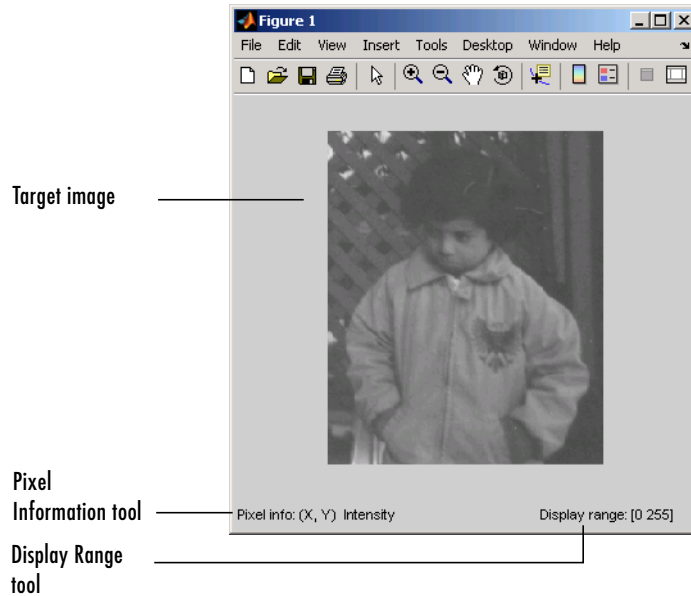 Figure 1
File Edit View Insert Tools Desktop Window Help
Target image
Pixel
Information tool
Pixel info: (X, Y) Intensity
Display range: [0 255]
Display Range
tool